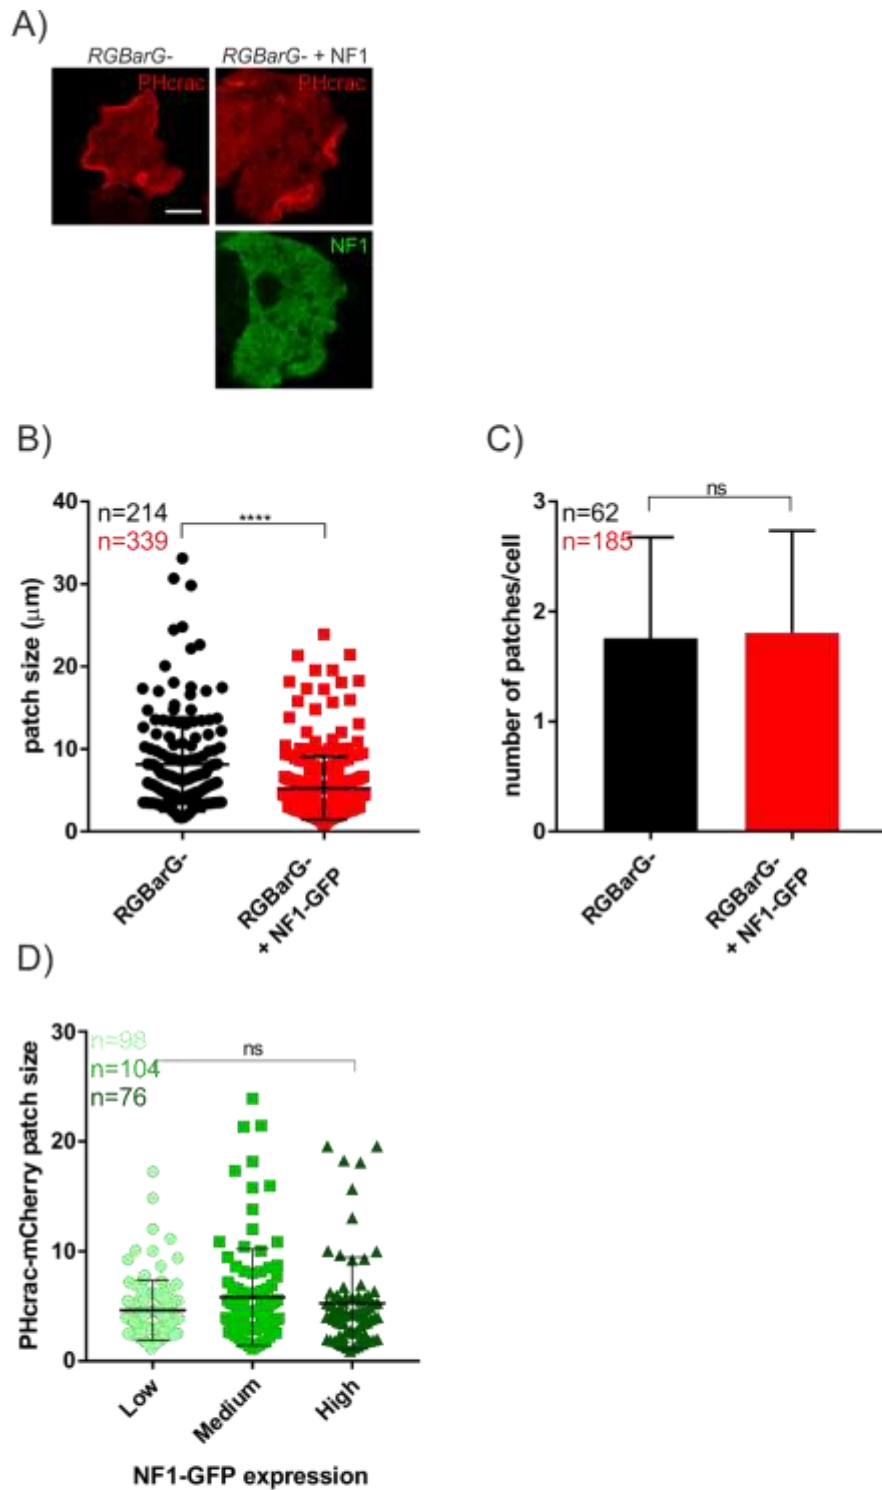 A)
RGBarG-
RGBarG- + NF1
PHcrac
PHcrac
NF1
B)
C)
40
30
20
10
0
patch size (μm)
n=214
n=339
****
RGBarG-
RGBarG-
+ NF1-GFP
3
2
1
0
number of patches/cell
n=62
n=185
ns
RGBarG-
RGBarG-
+ NF1-GFP
D)
30
20
10
0
PHcrac-mCherry patch size
n=98
n=104
n=76
ns
Low
Medium
High
NF1-GFP expression